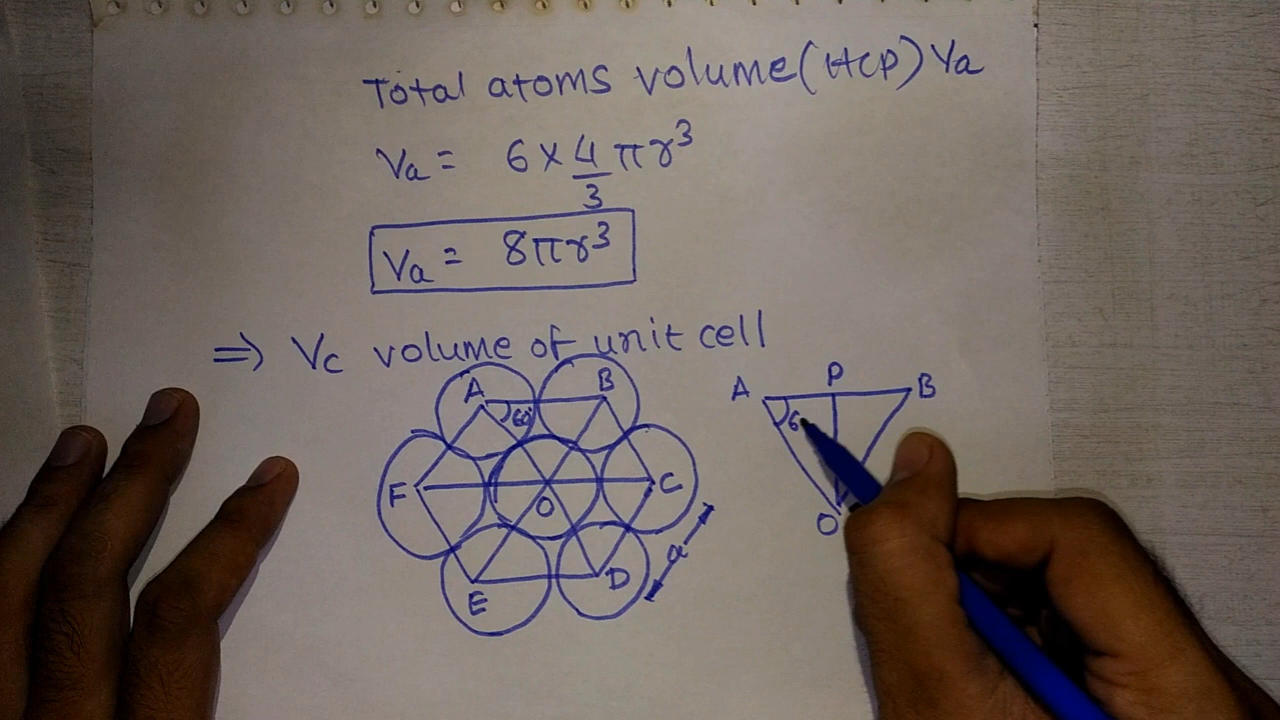 Total atoms volume (HCP) Va
Va = 6 × 4/3 πr³
Va = 8πr³
⇒ Vc volume of unit cell
A B
60°
F O C
E D
a
A P B
6
O